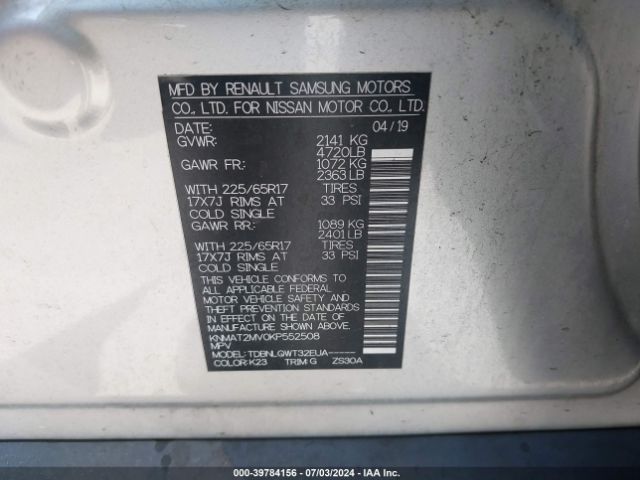 MFD BY RENAULT SAMSUNG MOTORS
CO., LTD. FOR NISSAN MOTOR CO., LTD.
DATE: 04/19
GVWR: 2141 KG
4720LB
GAWR FR: 1072 KG
2363LB
WITH 225/65R17 TIRES
17X7J RIMS AT 33 PSI
COLD SINGLE
GAWR RR: 1089 KG
2401LB
WITH 225/65R17 TIRES
17X7J RIMS AT 33 PSI
COLD SINGLE
THIS VEHICLE CONFORMS TO
ALL APPLICABLE FEDERAL
MOTOR VEHICLE SAFETY AND
THEFT PREVENTION STANDARDS
IN EFFECT ON THE DATE OF
MANUFACTURE SHOWN ABOVE.
KNMAT2MV0KP552508
MPV
MODEL: TDBNLQWT32EUA-----
COLOR: K23 TRIM: G ZS30A
000-39784156 - 07/03/2024 - IAA Inc.